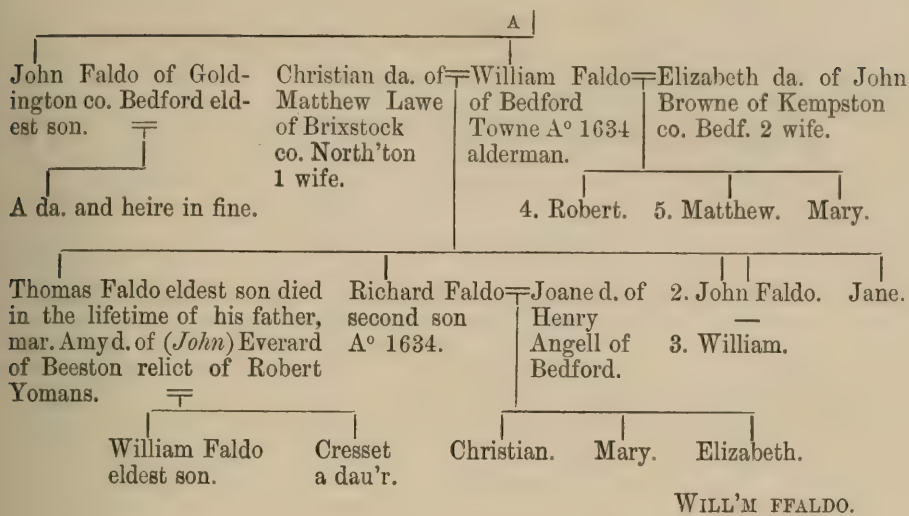 A
John Faldo of Gold-
ington co. Bedford eld-
est son.
A da. and heire in fine.
Christian da. of
Matthew Lawe
of Brixstock
co. North'ton
1 wife.
William Faldo
of Bedford
Towne Aº 1634
alderman.
Elizabeth da. of John
Browne of Kempston
co. Bedf. 2 wife.
4. Robert. 5. Matthew. Mary.
Thomas Faldo eldest son died
in the lifetime of his father,
mar. Amy d. of (John) Everard
of Beeston relict of Robert
Yomans.
Richard Faldo
second son
Aº 1634.
Joane d. of
Henry
Angell of
Bedford.
2. John Faldo.
3. William.
Jane.
William Faldo
eldest son.
Cresset
a dau'r.
Christian. Mary. Elizabeth.
WILL'M FFALDO.